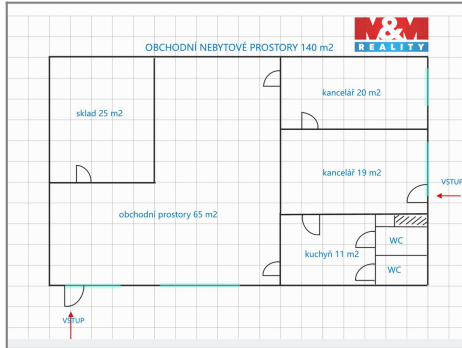 M&M
REALITY
OBCHODNÍ NEBYTOVÉ PROSTORY 140 m2
kancelář 20 m2
sklad 25 m2
kancelář 19 m2
VSTUP
obchodní prostory 65 m2
WC
kuchyň 11 m2
WC
VSTUP